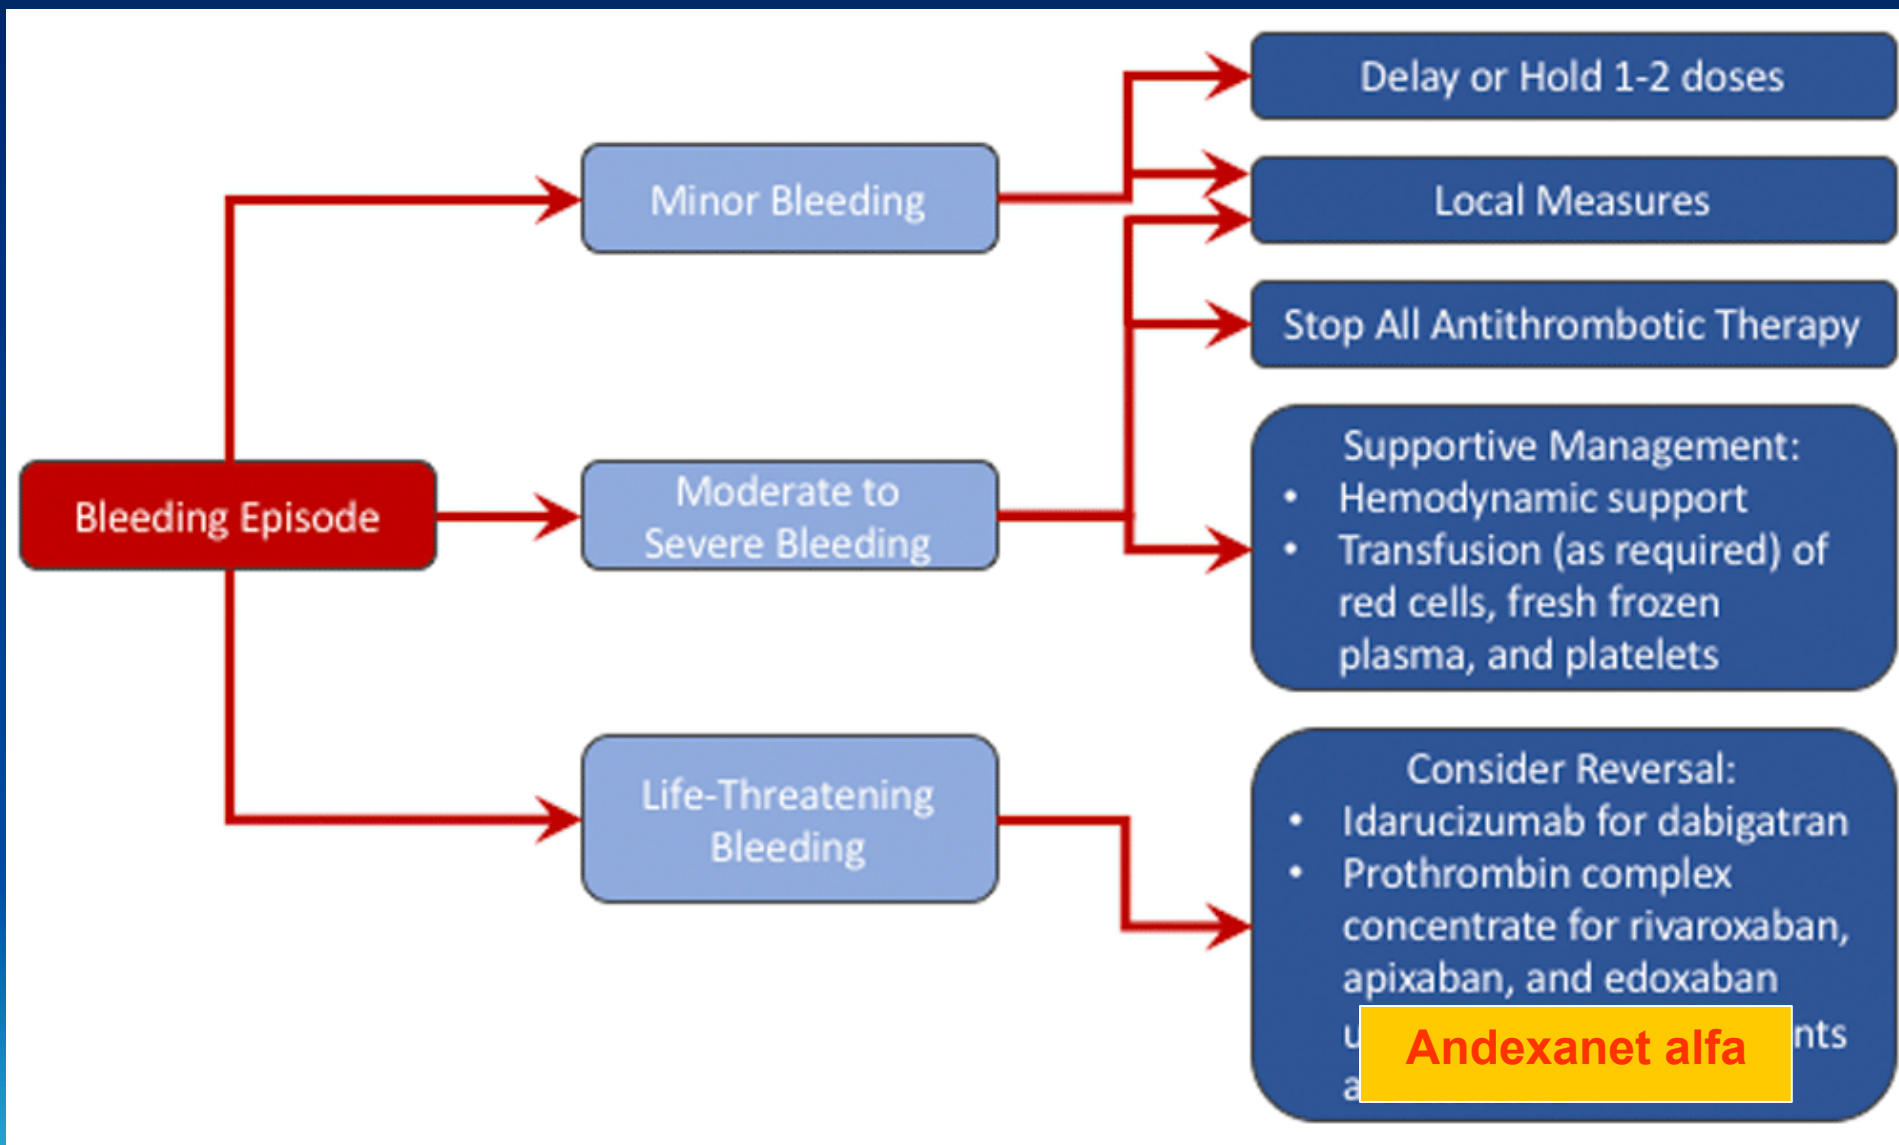 Delay or Hold 1-2 doses
Minor Bleeding
Local Measures
Stop All Antithrombotic Therapy
Bleeding Episode
Moderate to
Severe Bleeding
Supportive Management:
• Hemodynamic support
• Transfusion (as required) of
red cells, fresh frozen
plasma, and platelets
Life-Threatening
Bleeding
Consider Reversal:
• Idarucizumab for dabigatran
• Prothrombin complex
concentrate for rivaroxaban,
apixaban, and edoxaban
Andexanet alfa